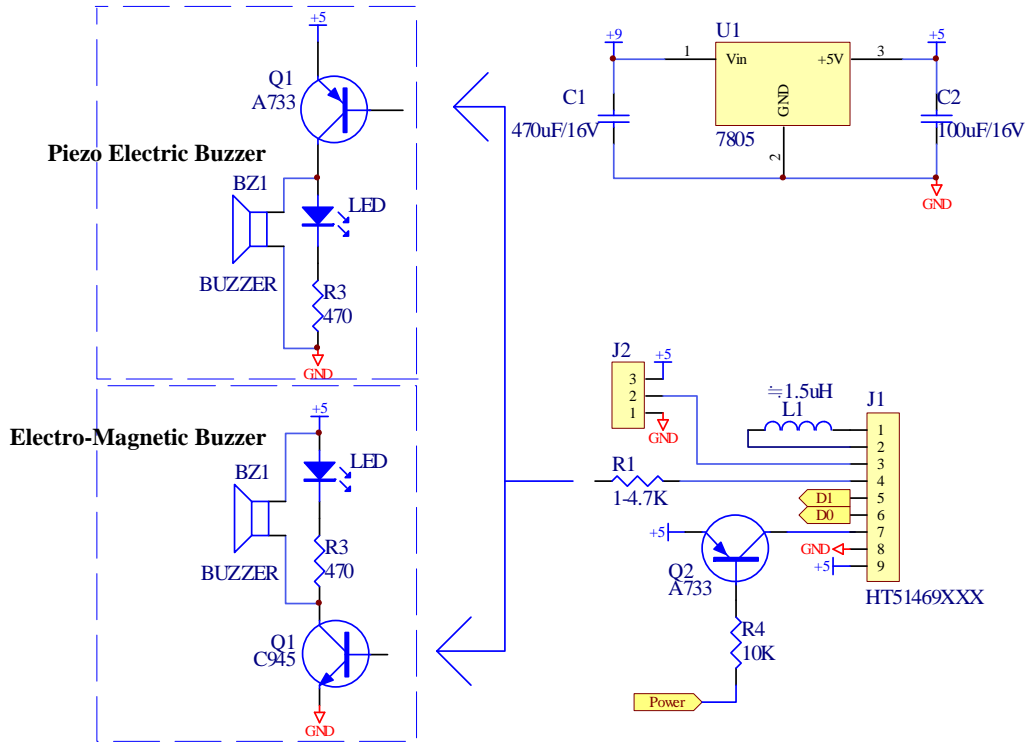 +5
Q1
A733
Piezo Electric Buzzer
BZ1
LED
BUZZER
R3
470
GND
+5
Electro-Magnetic Buzzer
LED
BZ1
R3
470
BUZZER
Q1
C945
GND
U1
+9
1
Vin
+5V
3
+5
GND
C1
470uF/16V
C2
100uF/16V
7805
2
GND
J2
+5
3
2
1
GND
≒1.5uH
L1
J1
1
2
3
4
5
6
7
8
9
R1
1-4.7K
D1
D0
+5
GND
+5
Q2
A733
HT51469XXX
R4
10K
Power